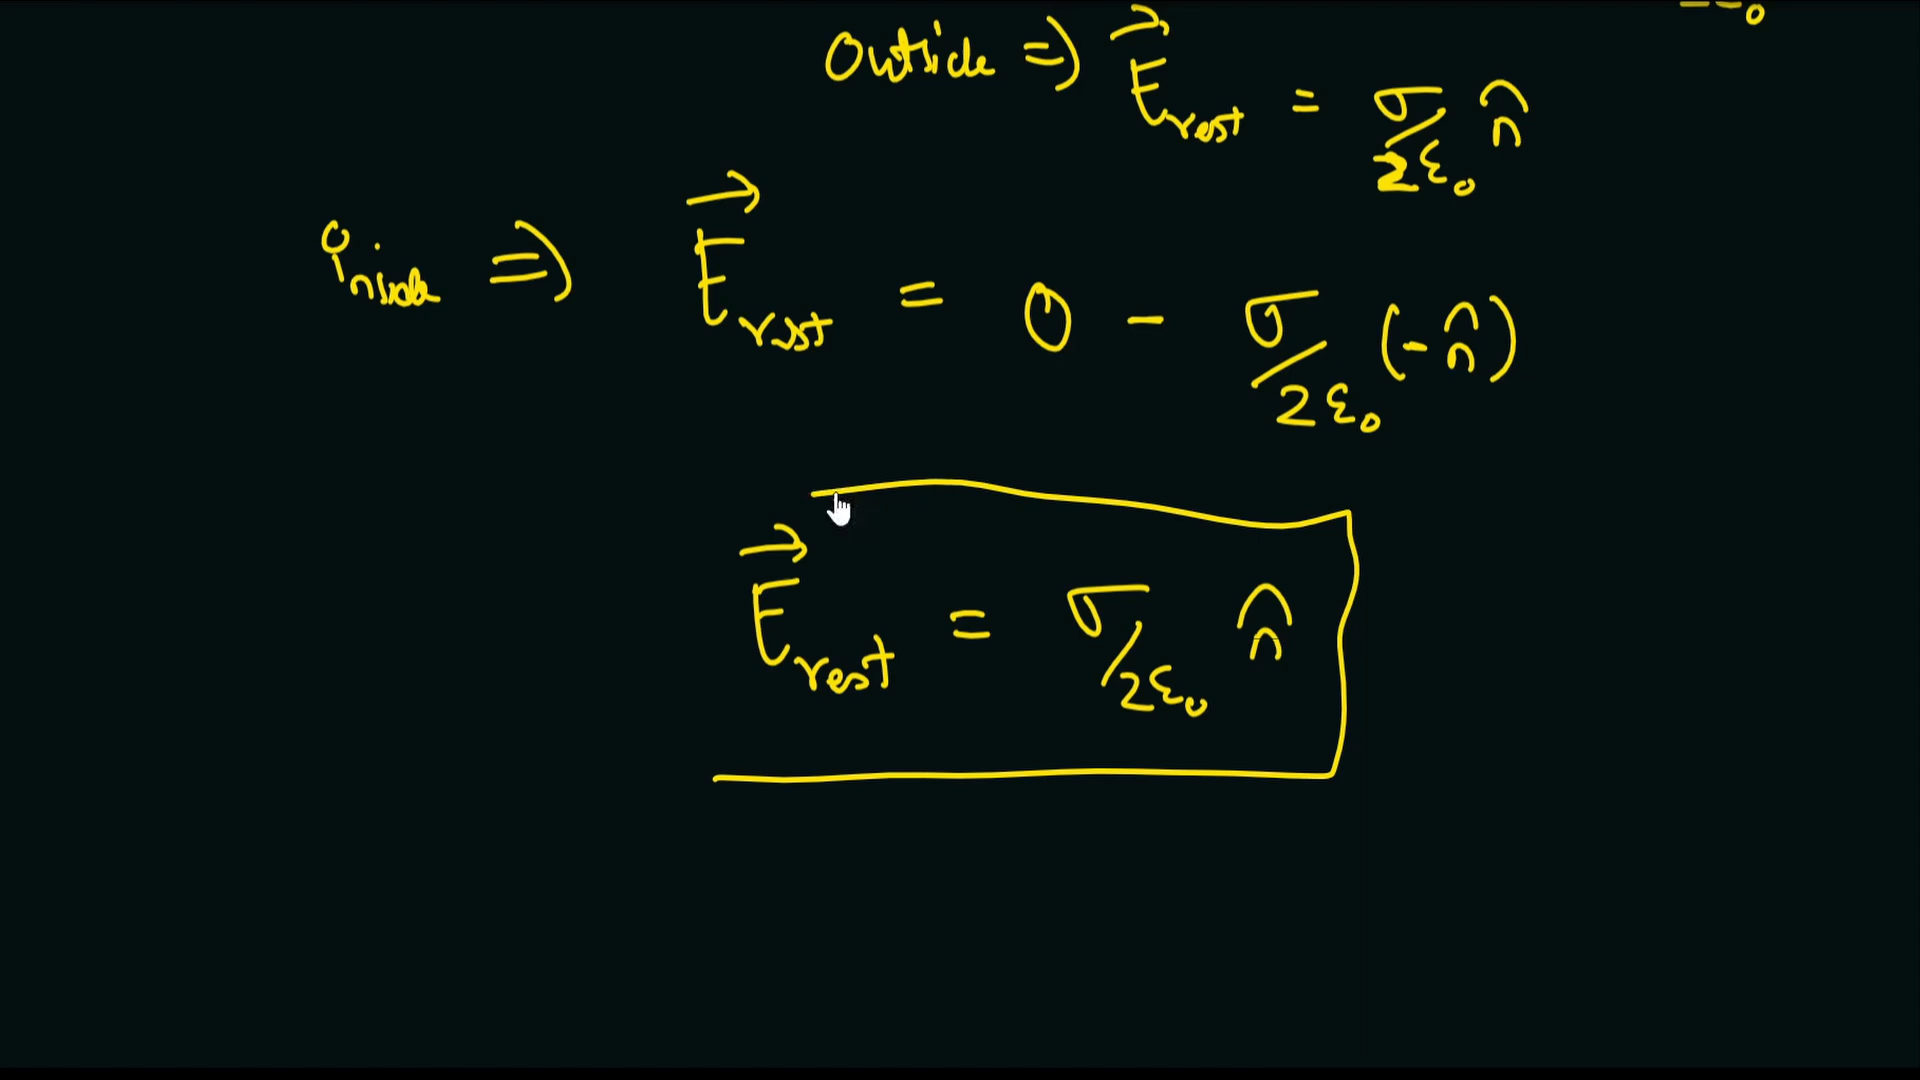 Outside ⇒ E⃗rest = σ/2ε₀ n̂
inside ⇒ E⃗rest = 0 - σ/2ε₀ (-n̂)
E⃗rest = σ/2ε₀ n̂